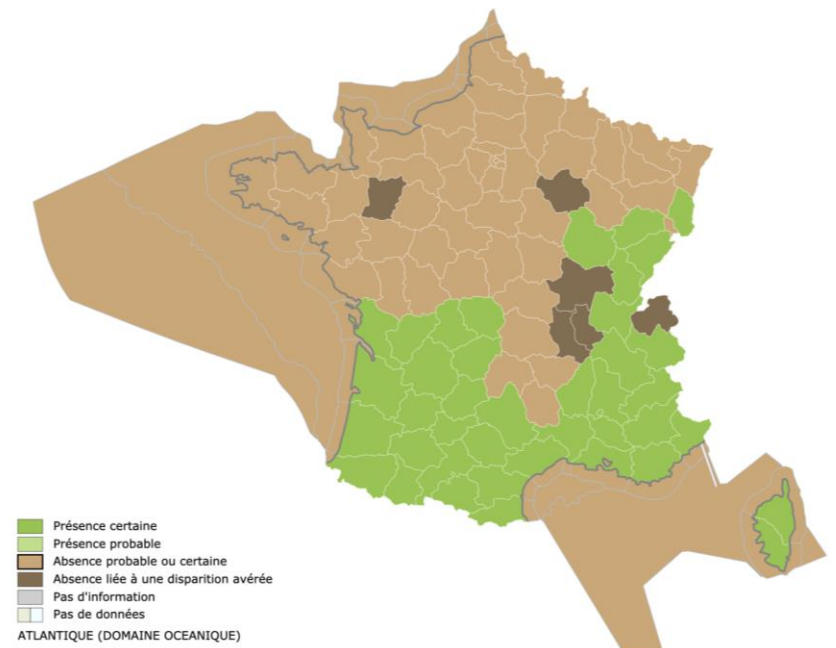 Présence certaine
Présence probable
Absence probable ou certaine
Absence liée à une disparition avérée
Pas d'information
Pas de données
ATLANTIQUE (DOMAINE OCEANIQUE)